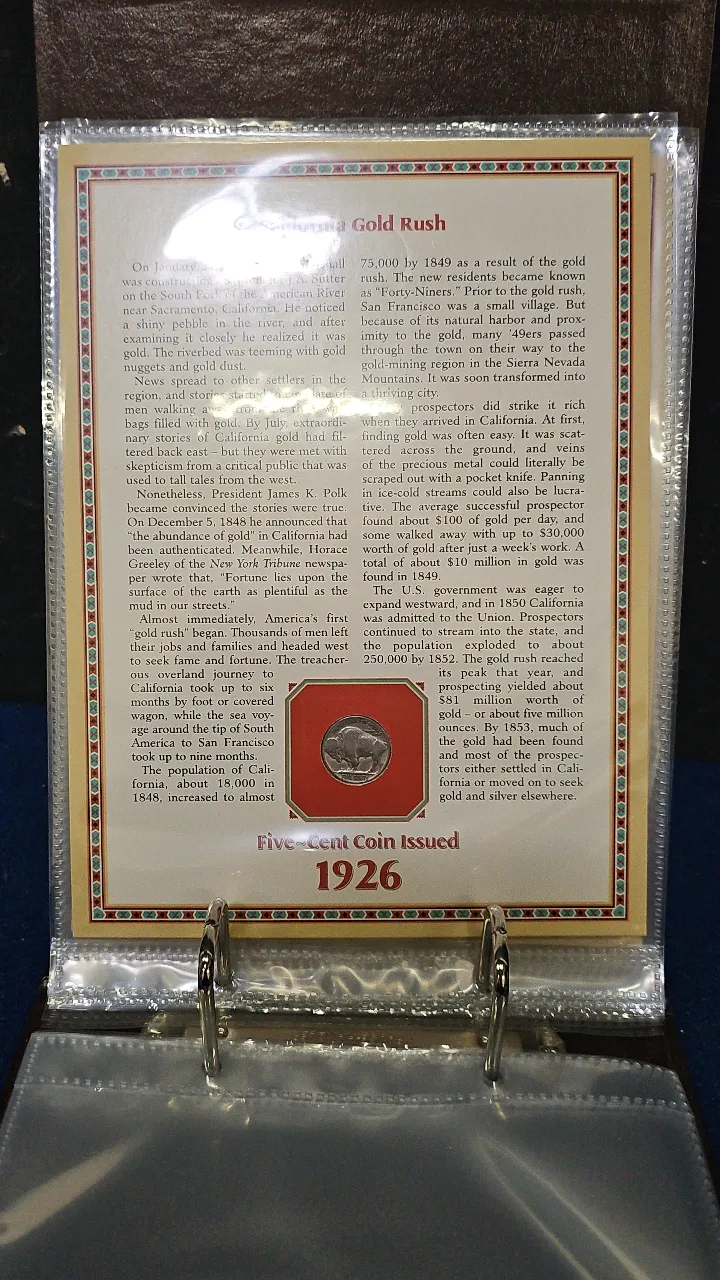 California Gold Rush
On January
was construc
on the South Fork of the American River
near Sacramento, California. He noticed
a shiny pebble in the river, and after
examining it closely he realized it was
gold. The riverbed was teeming with gold
nuggets and gold dust.
News spread to other settlers in the
region, and stories started
men walking
bags filled with gold. By July, extraordi-
nary stories of California gold had fil-
tered back east – but they were met with
skepticism from a critical public that was
used to tall tales from the west.
Nonetheless, President James K. Polk
became convinced the stories were true.
On December 5, 1848 he announced that
"the abundance of gold" in California had
been authenticated. Meanwhile, Horace
Greeley of the New York Tribune newspa-
per wrote that, "Fortune lies upon the
surface of the earth as plentiful as the
mud in our streets."
Almost immediately, America's first
"gold rush" began. Thousands of men left
their jobs and families and headed west
to seek fame and fortune. The treacher-
ous overland journey to
California took up to six
months by foot or covered
wagon, while the sea voy-
age around the tip of South
America to San Francisco
took up to nine months.
The population of Cali-
fornia, about 18,000 in
1848, increased to almost
75,000 by 1849 as a result of the gold
rush. The new residents became known
as "Forty-Niners." Prior to the gold rush,
San Francisco was a small village. But
because of its natural harbor and prox-
imity to the gold, many '49ers passed
through the town on their way to the
gold-mining region in the Sierra Nevada
Mountains. It was soon transformed into
a thriving city.
prospectors did strike it rich
when they arrived in California. At first,
finding gold was often easy. It was scat-
tered across the ground, and veins
of the precious metal could literally be
scraped out with a pocket knife. Panning
in ice-cold streams could also be lucra-
tive. The average successful prospector
found about $100 of gold per day, and
some walked away with up to $30,000
worth of gold after just a week's work. A
total of about $10 million in gold was
found in 1849.
The U.S. government was eager to
expand westward, and in 1850 California
was admitted to the Union. Prospectors
continued to stream into the state, and
the population exploded to about
250,000 by 1852. The gold rush reached
its peak that year, and
prospecting yielded about
$81 million worth of
gold – or about five million
ounces. By 1853, much of
the gold had been found
and most of the prospec-
tors either settled in Cali-
fornia or moved on to seek
gold and silver elsewhere.
Five-Cent Coin Issued
1926